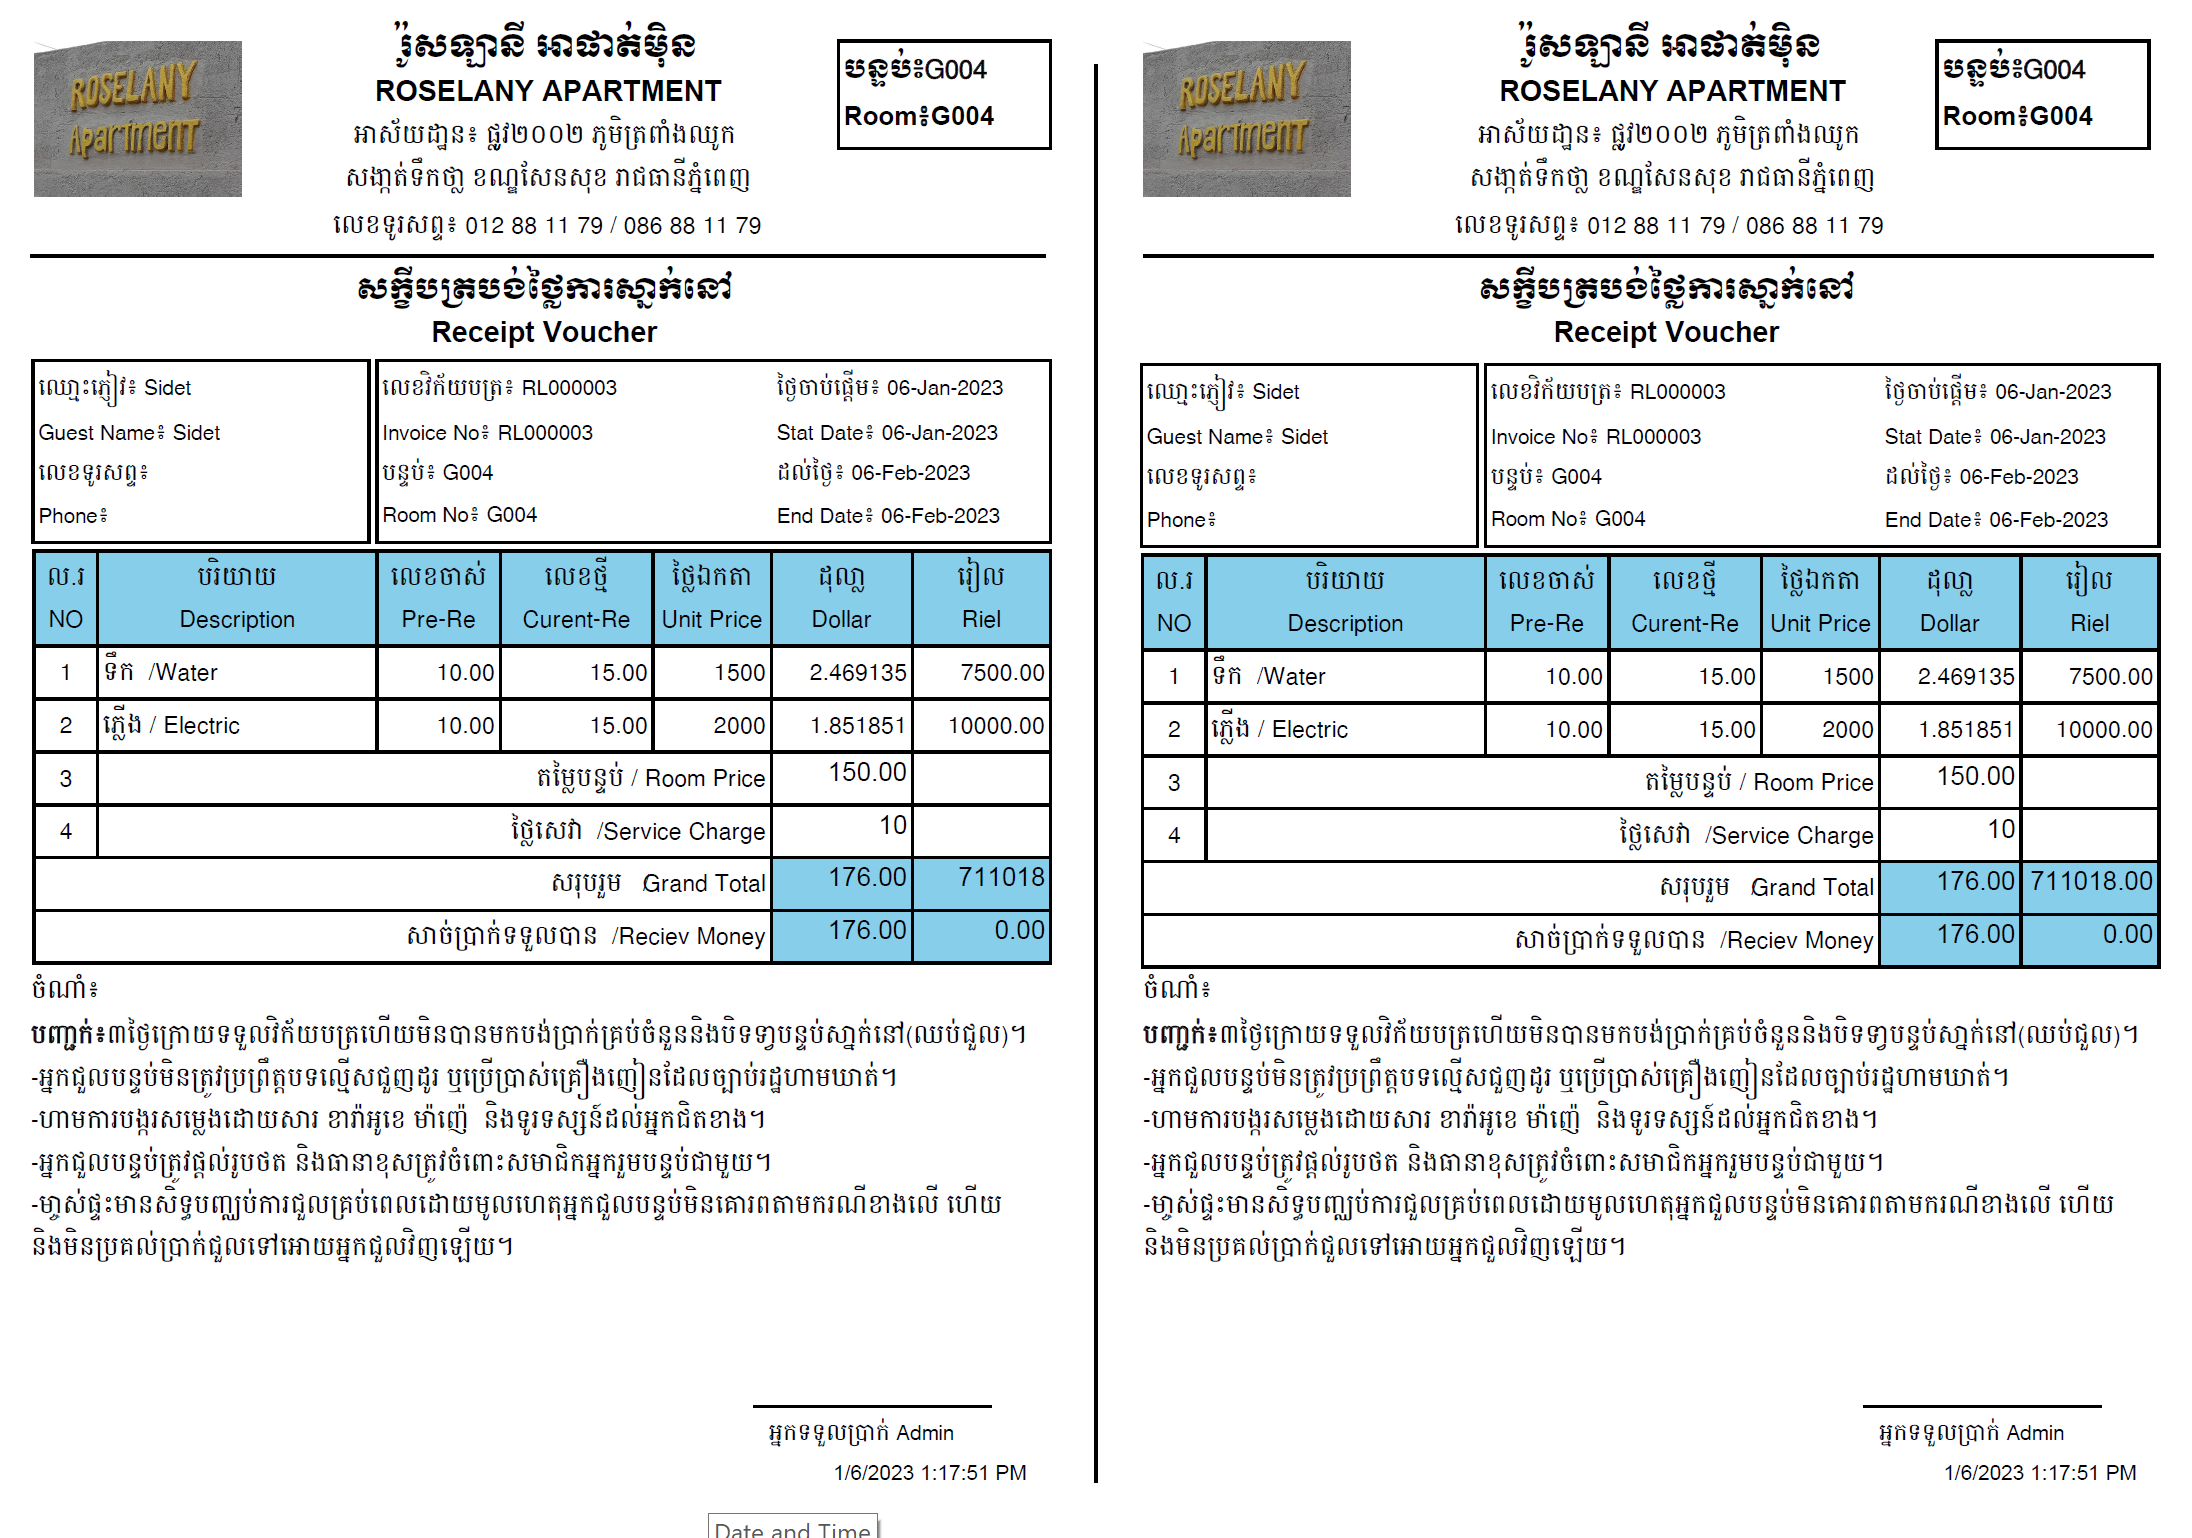 ROSELANY
Apartment
រ៉ូសឡានី អាផាត់ម៉ិន
ROSELANY APARTMENT
អាស័យដ្ឋាន៖ ផ្លូវ២០០២ ភូមិត្រពាំងឈូក
សង្កាត់ទឹកថ្លា ខណ្ឌសែនសុខ រាជធានីភ្នំពេញ
លេខទូរសព្ទ៖ 012 88 11 79 / 086 88 11 79
បន្ទប់៖G004
Room៖G004
សក្ខីបត្របង់ថ្លៃការស្នាក់នៅ
Receipt Voucher
ឈ្មោះភ្ញៀវ៖ Sidet
Guest Name៖ Sidet
លេខទូរសព្ទ៖
Phone៖
លេខវិក័យបត្រ៖ RL000003 ថ្ងៃចាប់ផ្តើម៖ 06-Jan-2023
Invoice No៖ RL000003 Stat Date៖ 06-Jan-2023
បន្ទប់៖ G004 ដល់ថ្ងៃ៖ 06-Feb-2023
Room No៖ G004 End Date៖ 06-Feb-2023
ល.រ បរិយាយ លេខចាស់ លេខថ្មី ថ្លៃឯកតា ដុល្លា រៀល
NO Description Pre-Re Curent-Re Unit Price Dollar Riel
1 ទឹក /Water 10.00 15.00 1500 2.469135 7500.00
2 ភ្លើង / Electric 10.00 15.00 2000 1.851851 10000.00
3 តម្លៃបន្ទប់ / Room Price 150.00
4 ថ្លៃសេវា /Service Charge 10
សរុបរួម /Grand Total 176.00 711018
សាច់ប្រាក់ទទួលបាន /Reciev Money 176.00 0.00
ចំណាំ៖
បញ្ជាក់៖៣ថ្ងៃក្រោយទទួលវិក័យបត្រហើយមិនបានមកបង់ប្រាក់គ្រប់ចំនួននិងបិទទ្វាបន្ទប់ស្នាក់នៅ(ឈប់ជួល)។
-អ្នកជួលបន្ទប់មិនត្រូវប្រព្រឹត្តបទល្មើសជួញដូរ ឬប្រើប្រាស់គ្រឿងញៀនដែលច្បាប់រដ្ឋហាមឃាត់។
-ហាមការបង្ករសម្លេងដោយសារ ខារ៉ាអូខេ ម៉ាញ៉េ និងទូរទស្សន៍ដល់អ្នកជិតខាង។
-អ្នកជួលបន្ទប់ត្រូវផ្តល់រូបថត និងធានាខុសត្រូវចំពោះសមាជិកអ្នករួមបន្ទប់ជាមួយ។
-ម្ចាស់ផ្ទះមានសិទ្ធបញ្ឈប់ការជួលគ្រប់ពេលដោយមូលហេតុអ្នកជួលបន្ទប់មិនគោរពតាមករណីខាងលើ ហើយ
និងមិនប្រគល់ប្រាក់ជួលទៅអោយអ្នកជួលវិញឡើយ។
អ្នកទទួលប្រាក់ Admin
1/6/2023 1:17:51 PM
Date and Time
ROSELANY
Apartment
រ៉ូសឡានី អាផាត់ម៉ិន
ROSELANY APARTMENT
អាស័យដ្ឋាន៖ ផ្លូវ២០០២ ភូមិត្រពាំងឈូក
សង្កាត់ទឹកថ្លា ខណ្ឌសែនសុខ រាជធានីភ្នំពេញ
លេខទូរសព្ទ៖ 012 88 11 79 / 086 88 11 79
បន្ទប់៖G004
Room៖G004
សក្ខីបត្របង់ថ្លៃការស្នាក់នៅ
Receipt Voucher
ឈ្មោះភ្ញៀវ៖ Sidet
Guest Name៖ Sidet
លេខទូរសព្ទ៖
Phone៖
លេខវិក័យបត្រ៖ RL000003 ថ្ងៃចាប់ផ្តើម៖ 06-Jan-2023
Invoice No៖ RL000003 Stat Date៖ 06-Jan-2023
បន្ទប់៖ G004 ដល់ថ្ងៃ៖ 06-Feb-2023
Room No៖ G004 End Date៖ 06-Feb-2023
ល.រ បរិយាយ លេខចាស់ លេខថ្មី ថ្លៃឯកតា ដុល្លា រៀល
NO Description Pre-Re Curent-Re Unit Price Dollar Riel
1 ទឹក /Water 10.00 15.00 1500 2.469135 7500.00
2 ភ្លើង / Electric 10.00 15.00 2000 1.851851 10000.00
3 តម្លៃបន្ទប់ / Room Price 150.00
4 ថ្លៃសេវា /Service Charge 10
សរុបរួម /Grand Total 176.00 711018.00
សាច់ប្រាក់ទទួលបាន /Reciev Money 176.00 0.00
ចំណាំ៖
បញ្ជាក់៖៣ថ្ងៃក្រោយទទួលវិក័យបត្រហើយមិនបានមកបង់ប្រាក់គ្រប់ចំនួននិងបិទទ្វាបន្ទប់ស្នាក់នៅ(ឈប់ជួល)។
-អ្នកជួលបន្ទប់មិនត្រូវប្រព្រឹត្តបទល្មើសជួញដូរ ឬប្រើប្រាស់គ្រឿងញៀនដែលច្បាប់រដ្ឋហាមឃាត់។
-ហាមការបង្ករសម្លេងដោយសារ ខារ៉ាអូខេ ម៉ាញ៉េ និងទូរទស្សន៍ដល់អ្នកជិតខាង។
-អ្នកជួលបន្ទប់ត្រូវផ្តល់រូបថត និងធានាខុសត្រូវចំពោះសមាជិកអ្នករួមបន្ទប់ជាមួយ។
-ម្ចាស់ផ្ទះមានសិទ្ធបញ្ឈប់ការជួលគ្រប់ពេលដោយមូលហេតុអ្នកជួលបន្ទប់មិនគោរពតាមករណីខាងលើ ហើយ
និងមិនប្រគល់ប្រាក់ជួលទៅអោយអ្នកជួលវិញឡើយ។
អ្នកទទួលប្រាក់ Admin
1/6/2023 1:17:51 PM